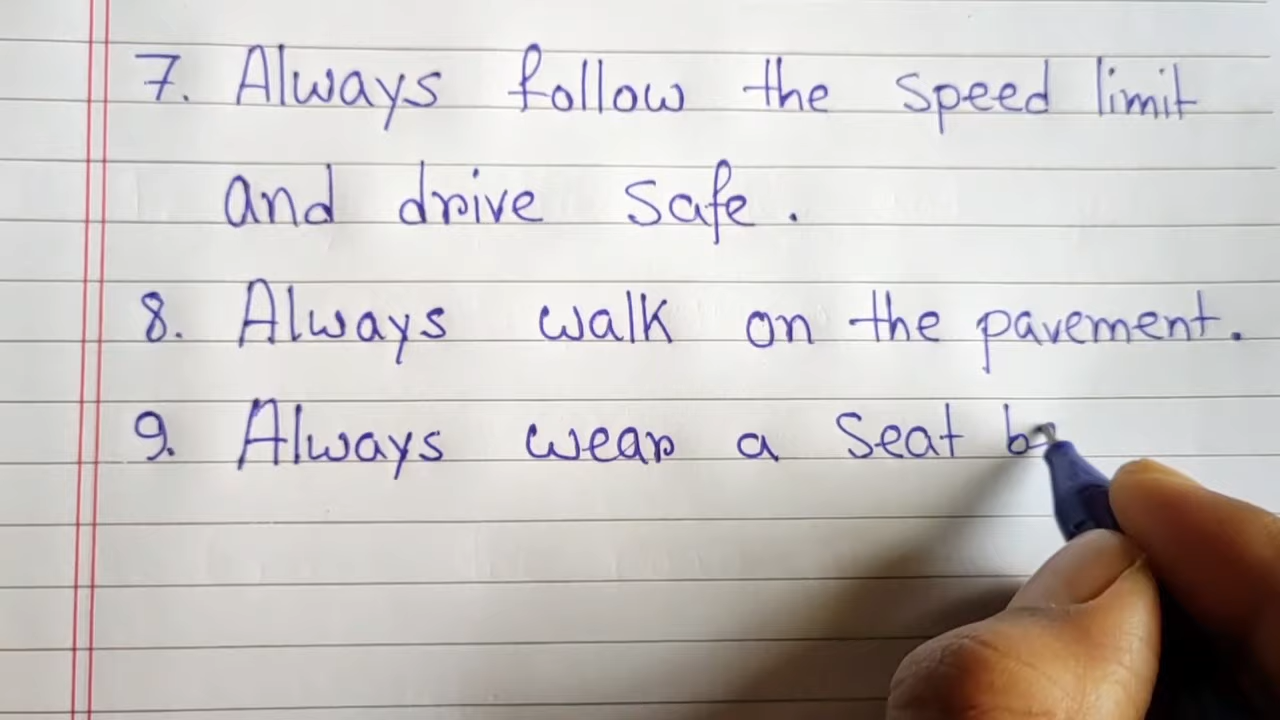 7. Always follow the speed limit
and drive safe.
8. Always walk on the pavement.
9. Always wear a Seat b